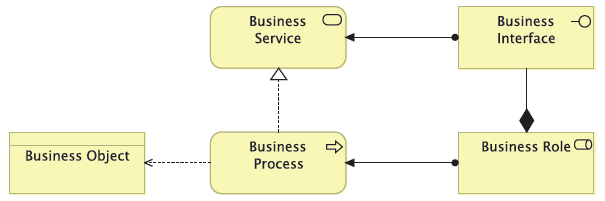 Business
Service
Business
Interface
Business Object
Business
Process
Business Role